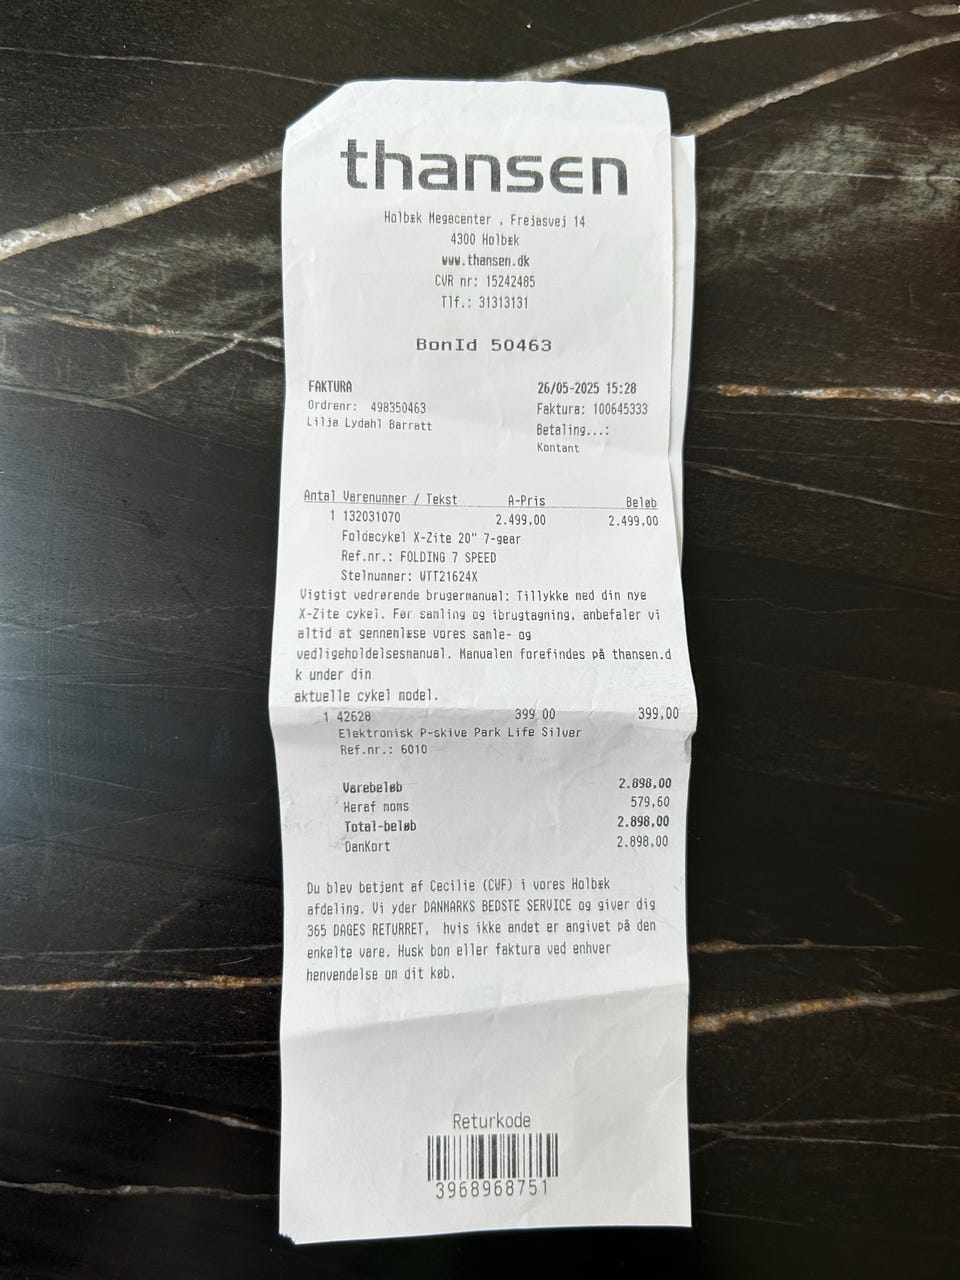 thansen
Holbæk Megacenter , Frejasvej 14
4300 Holbæk
www.thansen.dk
CVR nr: 15242485
Tlf.: 31313131
BonId 50463
FAKTURA 26/05-2025 15:28
Ordrenr: 498350463 Faktura: 100645333
Lilja Lydahl Barratt Betaling...:
Kontant
Antal Varenummer / Tekst A-Pris Beløb
1 132031070 2.499,00 2.499,00
Foldecykel X-Zite 20" 7-gear
Ref.nr.: FOLDING 7 SPEED
Stelnummer: WTT21624X
Vigtigt vedrørende brugermanual: Tillykke med din nye
X-Zite cykel. Før samling og ibrugtagning, anbefaler vi
altid at gennemlæse vores samle- og
vedligeholdelsesmanual. Manualen forefindes på thansen.d
k under din
aktuelle cykel model.
1 42628 399,00 399,00
Elektronisk P-skive Park Life Silver
Ref.nr.: 6010
Varebeløb 2.898,00
Heraf moms 579,60
Total-beløb 2.898,00
DanKort 2.898,00
Du blev betjent af Cecilie (CWF) i vores Holbæk
afdeling. Vi yder DANMARKS BEDSTE SERVICE og giver dig
365 DAGES RETURRET, hvis ikke andet er angivet på den
enkelte vare. Husk bon eller faktura ved enhver
henvendelse om dit køb.
Returkode
3968968751